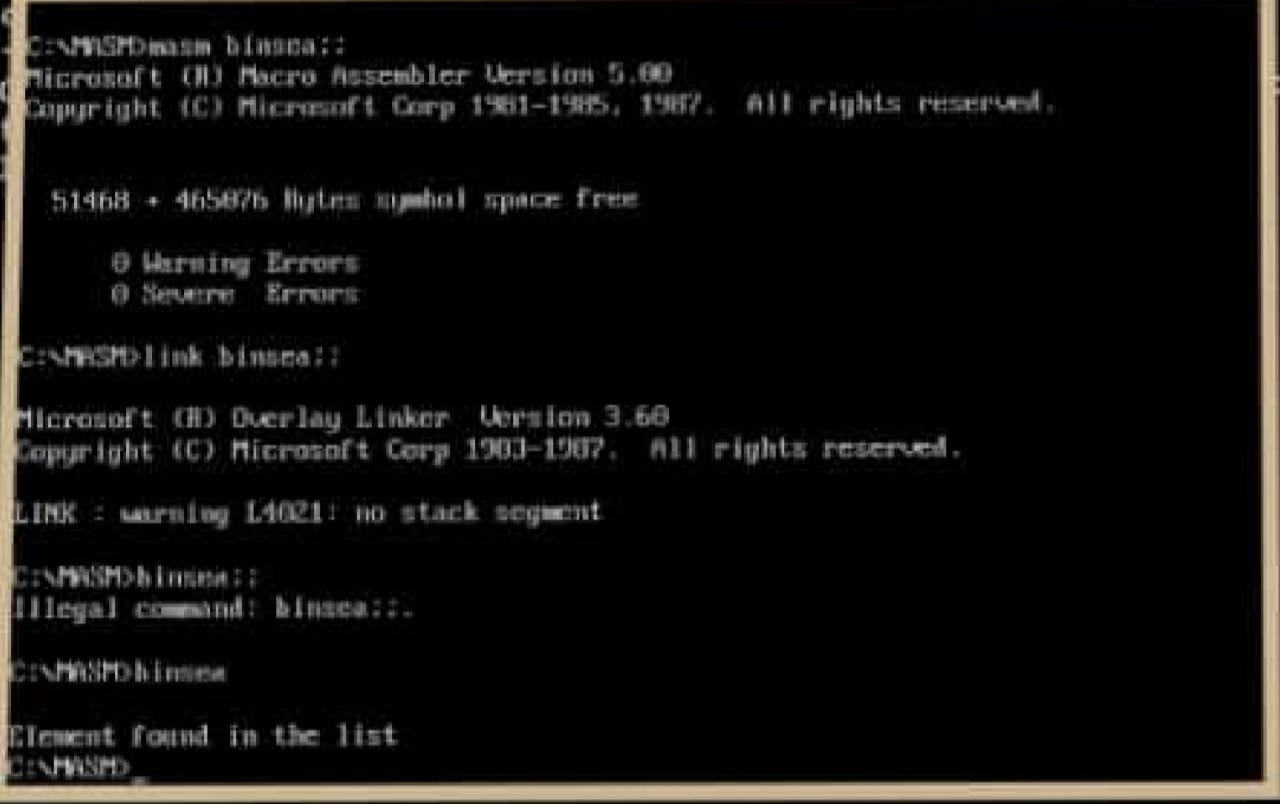 C:\MASM>masm binsea;;
Microsoft (R) Macro Assembler Version 5.00
Copyright (C) Microsoft Corp 1981-1985, 1987.  All rights reserved.
51468 + 465076 Bytes symbol space free
0 Warning Errors
0 Severe  Errors
C:\MASM>link binsea;;
Microsoft (R) Overlay Linker  Version 3.60
Copyright (C) Microsoft Corp 1983-1987.  All rights reserved.
LINK : warning L4021: no stack segment
C:\MASM>binsea;;
Illegal command: binsea;;.
C:\MASM>binsea
Element found in the list
C:\MASM>_